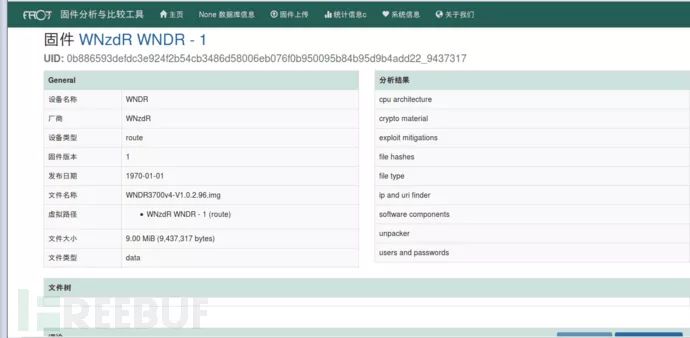 FACT 固件分析与比较工具 主页 None 数据库信息 固件上传 统计信息c 系统信息 关于我们
固件 WNzdR WNDR - 1
UID: 0b886593defdc3e924f2b54cb3486d58006eb076f0b950095b84b95d9b4add22_9437317
General
设备名称 WNDR
厂商 WNzdR
设备类型 route
固件版本 1
发布日期 1970-01-01
文件名称 WNDR3700v4-V1.0.2.96.img
虚拟路径 • WNzdR WNDR - 1 (route)
文件大小 9.00 MiB (9,437,317 bytes)
文件类型 data
分析结果
cpu architecture
crypto material
exploit mitigations
file hashes
file type
ip and uri finder
software components
unpacker
users and passwords
文件树
REEBUF